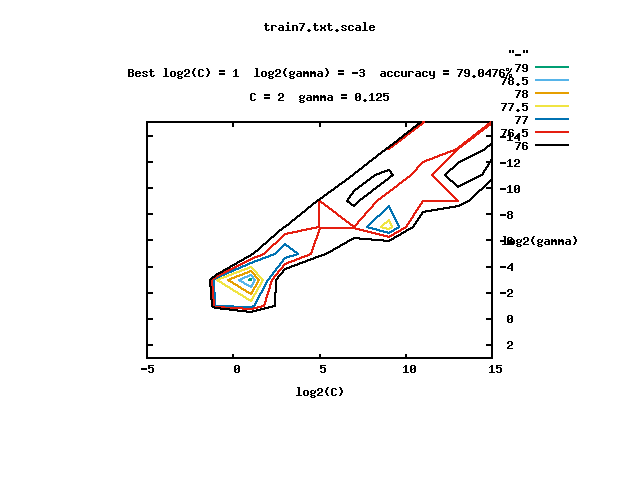 train7.txt.scale
Best log2(C) = 1  log2(gamma) = -3  accuracy = 79.0476%
C = 2  gamma = 0.125
"-"
79
78.5
78
77.5
77
76.5
76
-14
-12
-10
-8
-6
log2(gamma)
-4
-2
0
2
-5 0 5 10 15
log2(C)